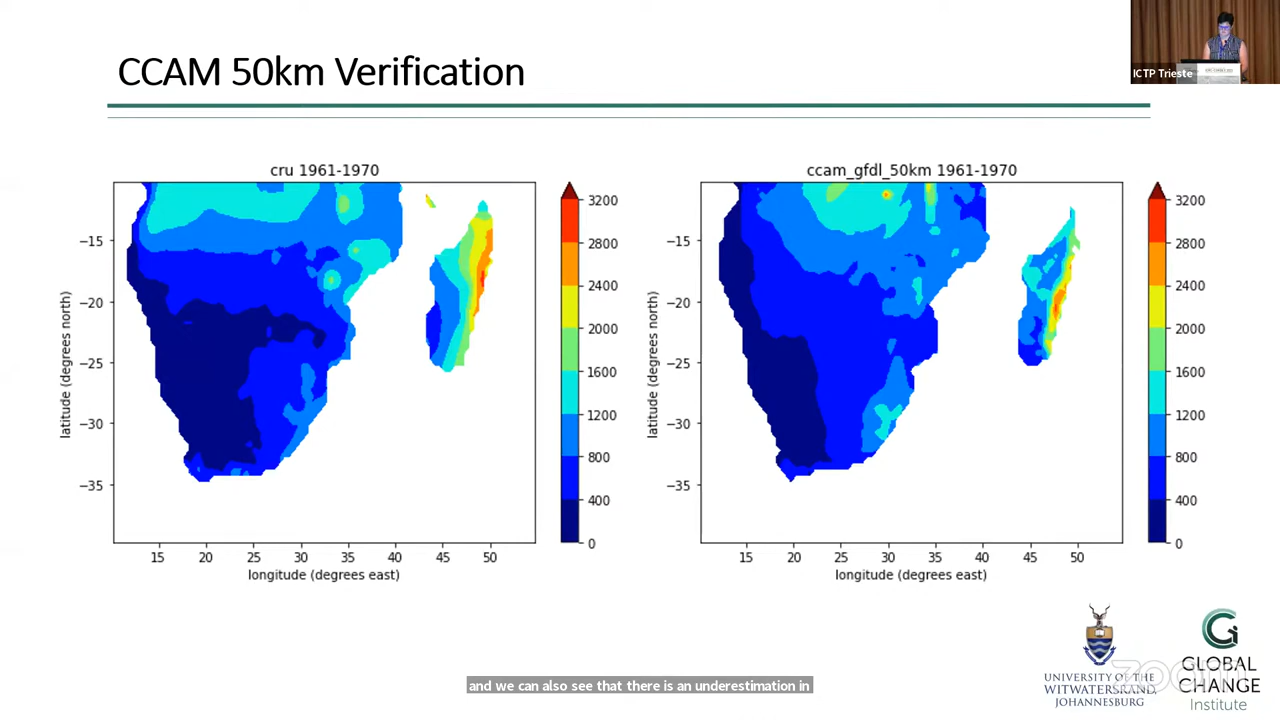 CCAM 50km Verification
ICTP Trieste
cru 1961-1970
ccam_gfdl_50km 1961-1970
3200
2800
2400
2000
1600
1200
800
400
0
3200
2800
2400
2000
1600
1200
800
400
0
−15
−20
−25
−30
−35
−15
−20
−25
−30
−35
latitude (degrees north)
latitude (degrees north)
15 20 25 30 35 40 45 50
15 20 25 30 35 40 45 50
longitude (degrees east)
longitude (degrees east)
and we can also see that there is an underestimation in
UNIVERSITY OF THE
WITWATERSRAND,
JOHANNESBURG
GLOBAL
CHANGE
Institute
zoom